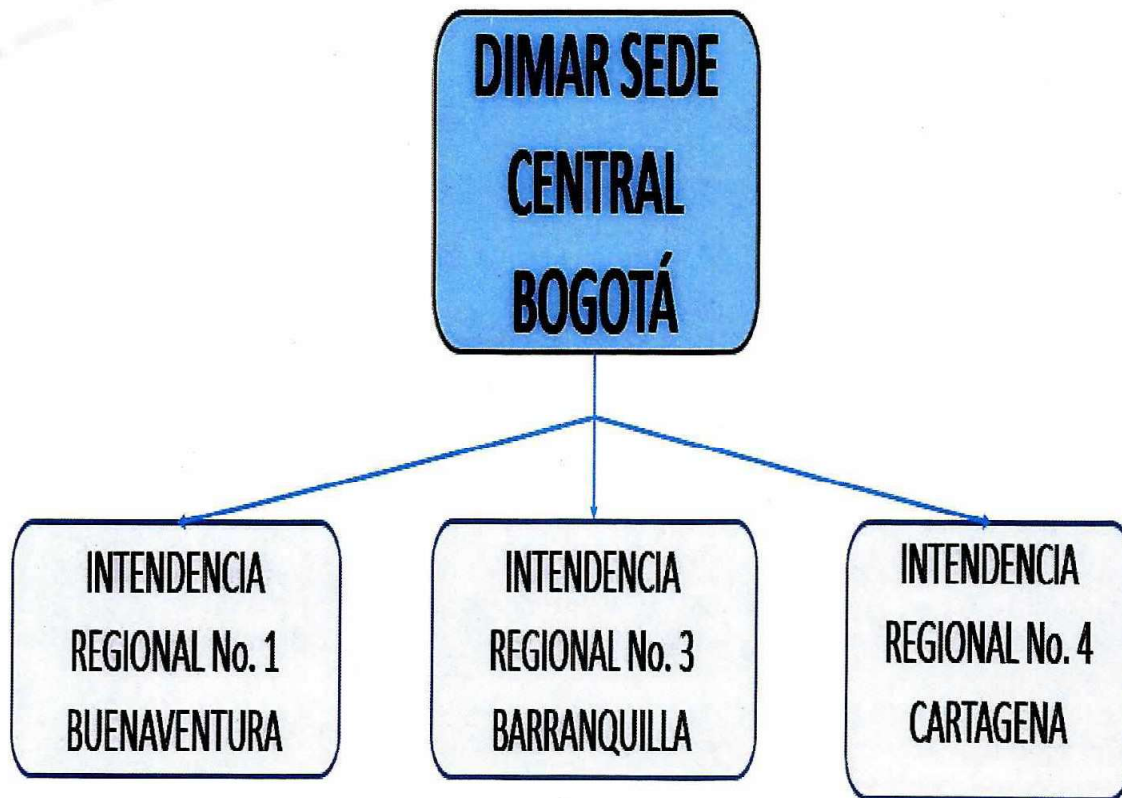 DIMAR SEDE
CENTRAL
BOGOTÁ
INTENDENCIA
REGIONAL No. 1
BUENAVENTURA
INTENDENCIA
REGIONAL No. 3
BARRANQUILLA
INTENDENCIA
REGIONAL No. 4
CARTAGENA